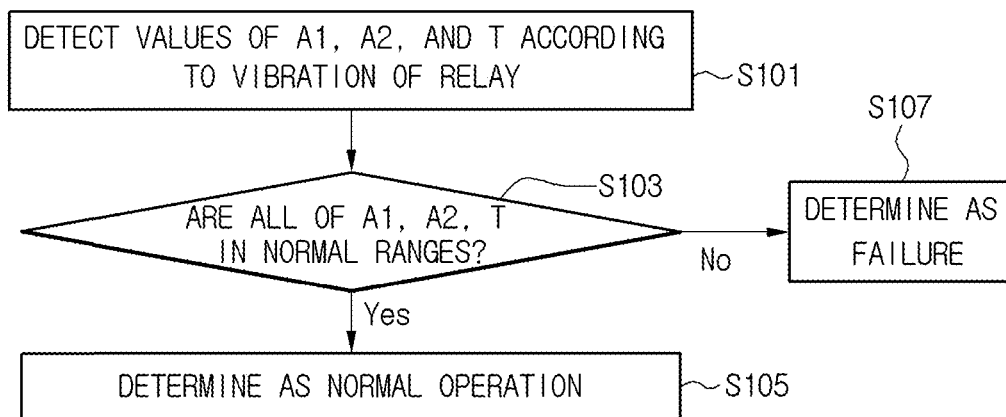 DETECT VALUES OF A1, A2, AND T ACCORDING
TO VIBRATION OF RELAY
S101
S107
S103
ARE ALL OF A1, A2, T
IN NORMAL RANGES?
DETERMINE AS
FAILURE
No
Yes
DETERMINE AS NORMAL OPERATION
S105